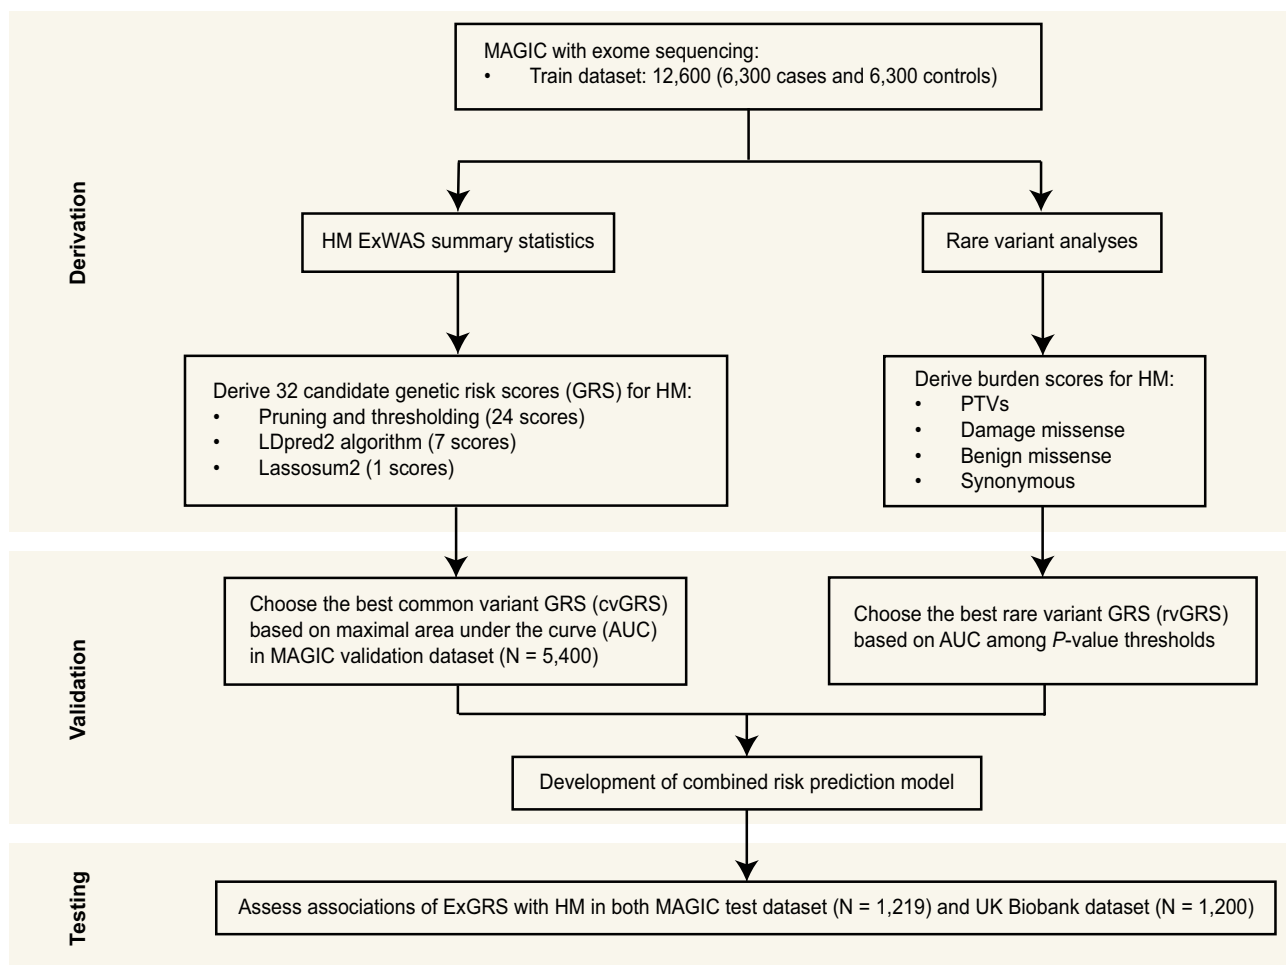 Derivation
MAGIC with exome sequencing:
• Train dataset: 12,600 (6,300 cases and 6,300 controls)
HM ExWAS summary statistics
Rare variant analyses
Derive 32 candidate genetic risk scores (GRS) for HM:
• Pruning and thresholding (24 scores)
• LDpred2 algorithm (7 scores)
• Lassosum2 (1 scores)
Derive burden scores for HM:
• PTVs
• Damage missense
• Benign missense
• Synonymous
Validation
Choose the best common variant GRS (cvGRS)
based on maximal area under the curve (AUC)
in MAGIC validation dataset (N = 5,400)
Choose the best rare variant GRS (rvGRS)
based on AUC among P-value thresholds
Development of combined risk prediction model
Testing
Assess associations of ExGRS with HM in both MAGIC test dataset (N = 1,219) and UK Biobank dataset (N = 1,200)